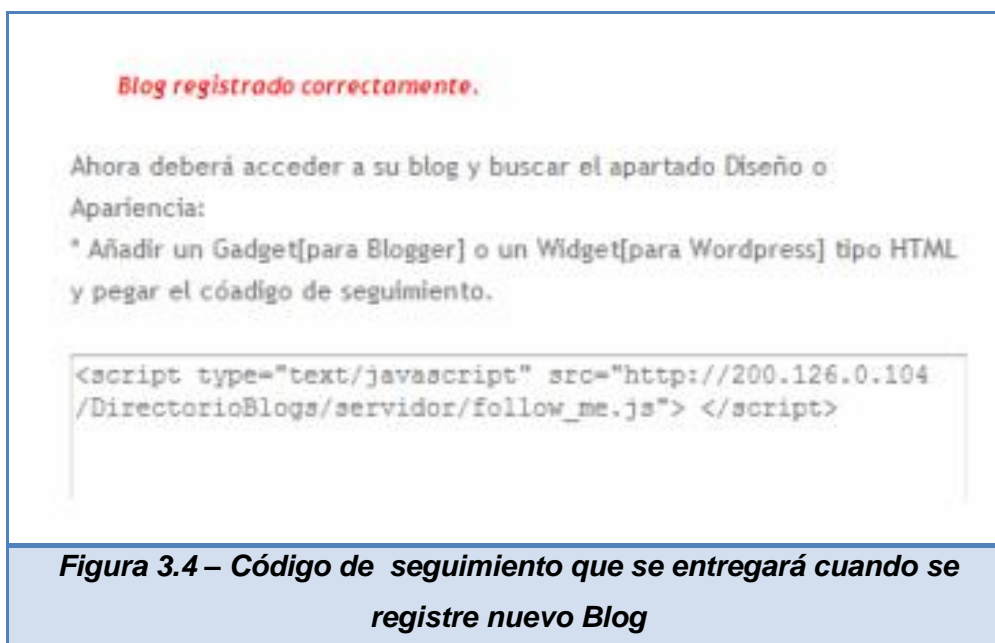 Blog registrado correctamente.
Ahora deberá acceder a su blog y buscar el apartado Diseño o
Apariencia:
* Añadir un Gadget[para Blogger] o un Widget[para Wordpress] tipo HTML
y pegar el cóadigo de seguimiento.
<script type="text/javascript" src="http://200.126.0.104
/DirectorioBlogs/servidor/follow_me.js"> </script>
Figura 3.4 – Código de seguimiento que se entregará cuando se
registre nuevo Blog